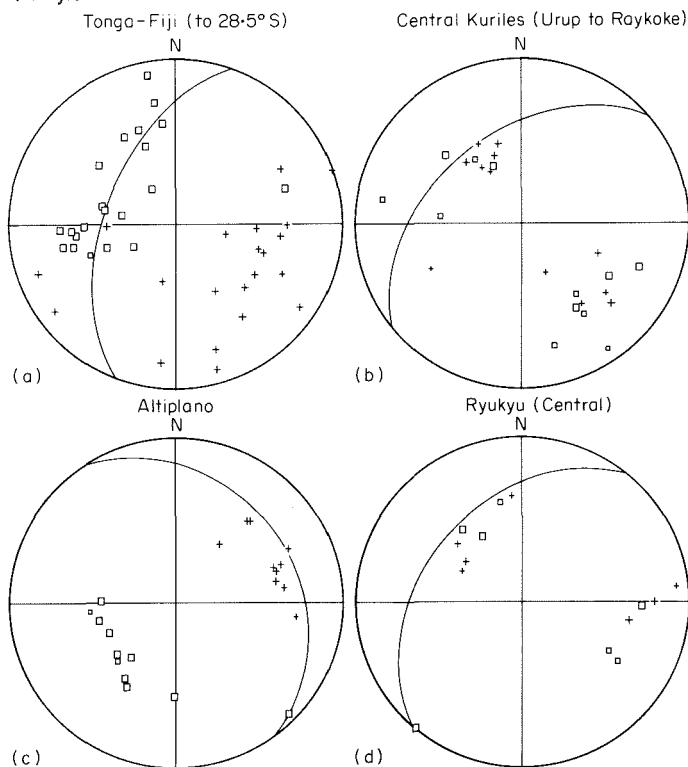 Tonga-Fiji (to 28·5° S)
Central Kuriles (Urup to Raykoke)
N
N
(a)
(b)
Altiplano
Ryukyu (Central)
N
N
(c)
(d)